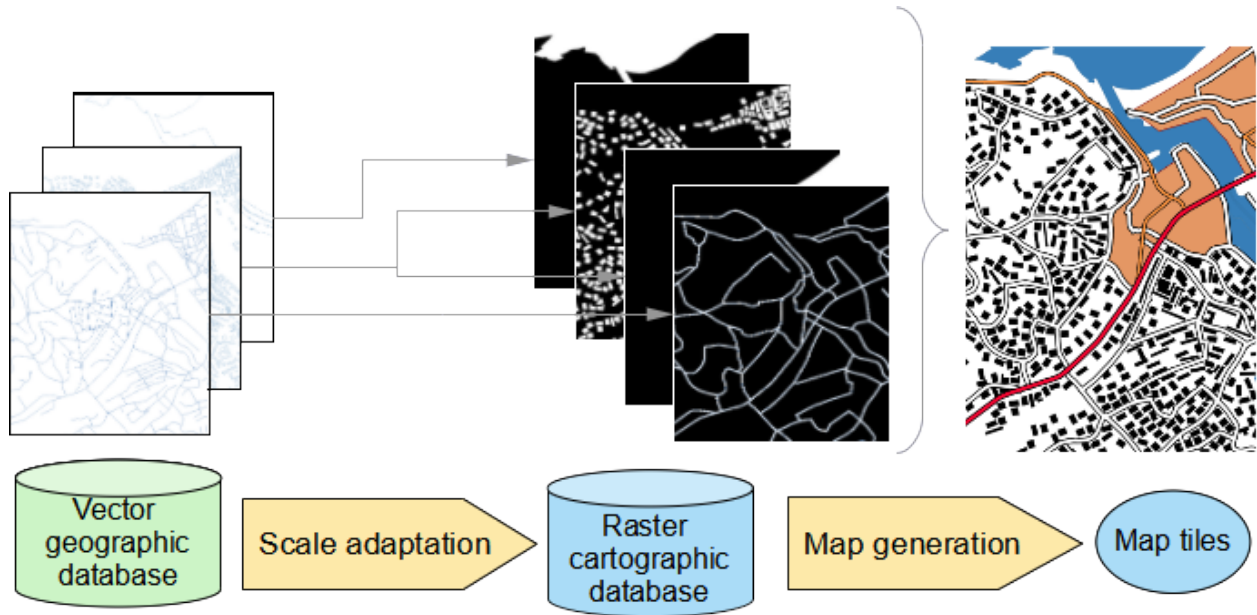 Vector
geographic
database
Scale adaptation
Raster
cartographic
database
Map generation
Map tiles